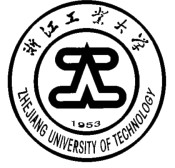 浙江工业大学
1953
ZHEJIANG UNIVERSITY OF TECHNOLOGY